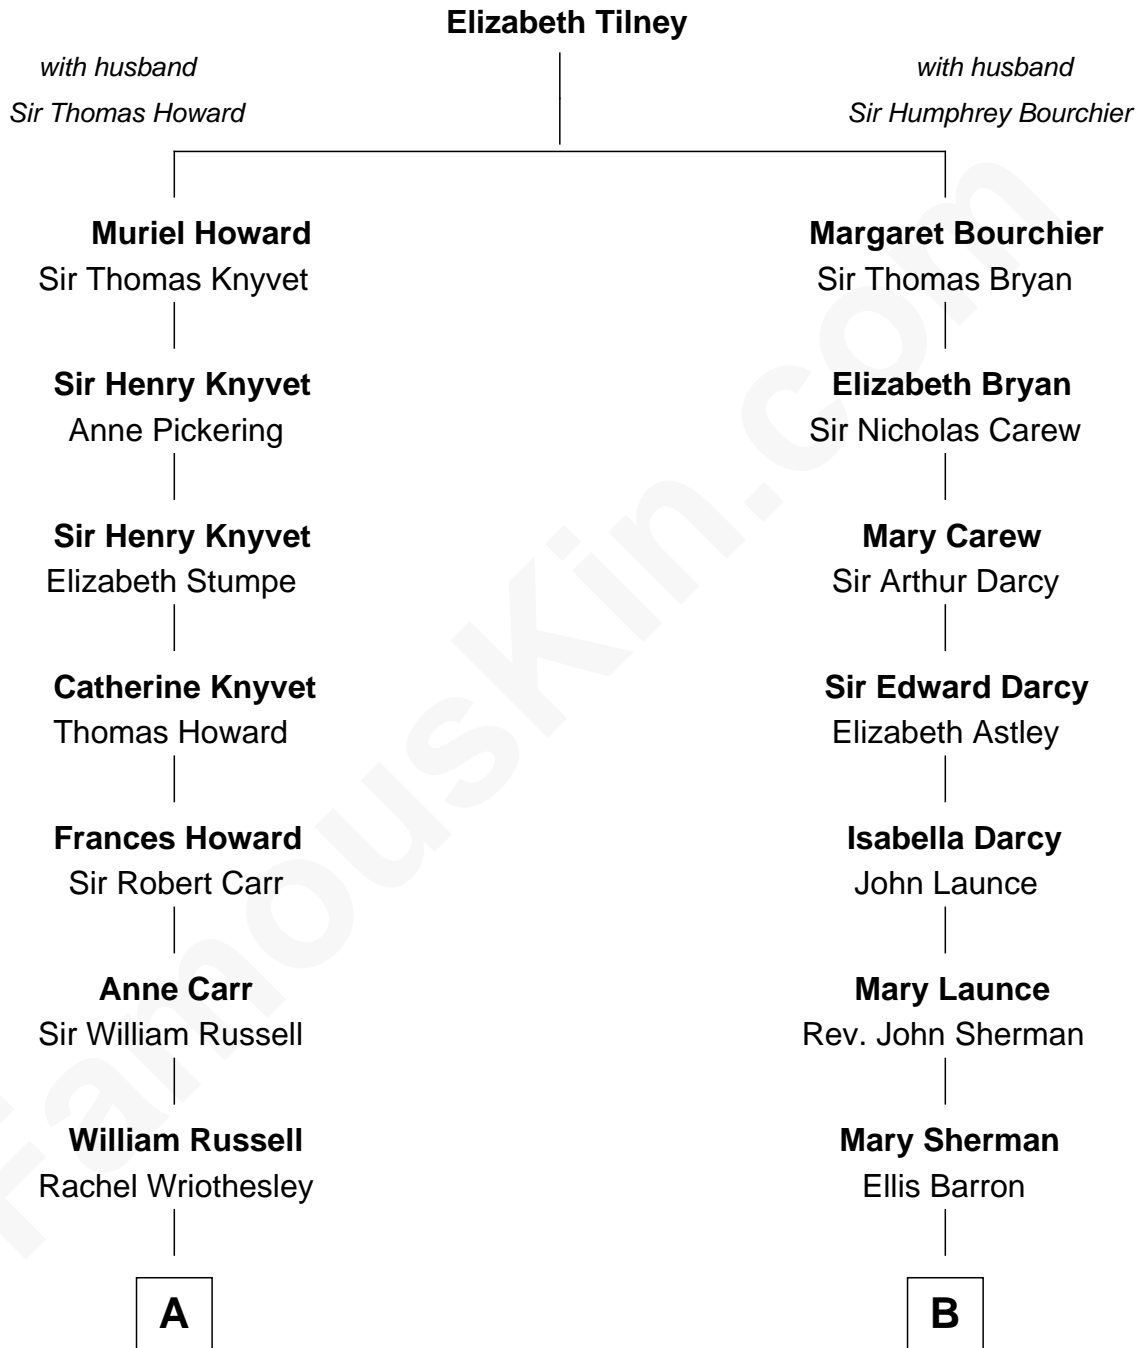 Elizabeth Tilney
with husband
Sir Thomas Howard
with husband
Sir Humphrey Bourchier
Muriel Howard
Sir Thomas Knyvet
Margaret Bourchier
Sir Thomas Bryan
Sir Henry Knyvet
Anne Pickering
Elizabeth Bryan
Sir Nicholas Carew
Sir Henry Knyvet
Elizabeth Stumpe
Mary Carew
Sir Arthur Darcy
Catherine Knyvet
Thomas Howard
Sir Edward Darcy
Elizabeth Astley
Frances Howard
Sir Robert Carr
Isabella Darcy
John Launce
Anne Carr
Sir William Russell
Mary Launce
Rev. John Sherman
William Russell
Rachel Wriothesley
Mary Sherman
Ellis Barron
A
B
FamousKin.com